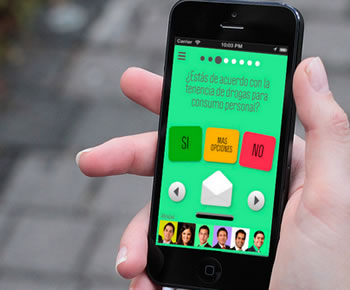 Carrier 10:03 PM
¿Estás de acuerdo con la
tenencia de drogas para
consumo personal?
SI
MAS
OPCIONES
NO